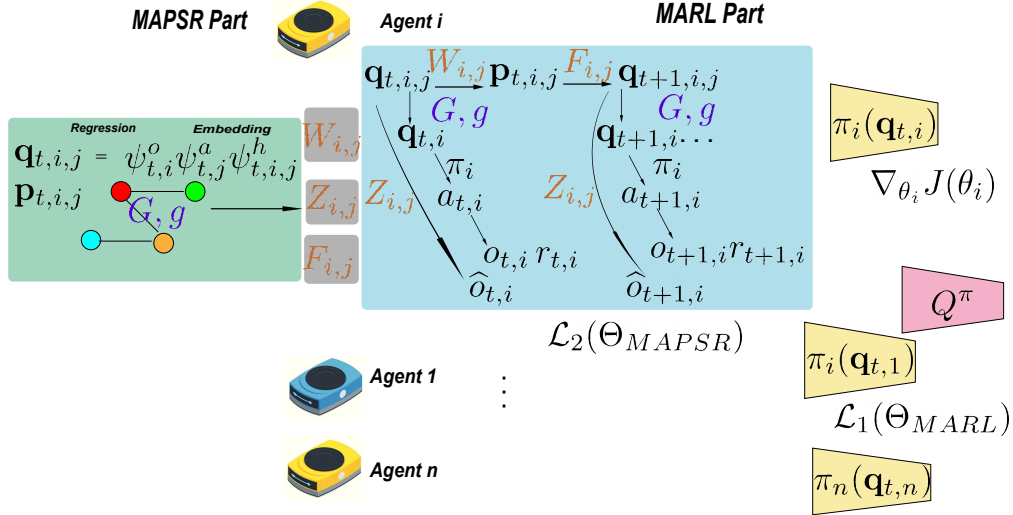 MAPSR Part
Agent i
MARL Part
Regression
Embedding
𝐪_{t,i,j} = ψ^o_{t,i} ψ^a_{t,j} ψ^h_{t,i,j}
𝐩_{t,i,j}
G, g
W_{i,j}
Z_{i,j}
F_{i,j}
𝐪_{t,i,j} W_{i,j} 𝐩_{t,i,j} F_{i,j} 𝐪_{t+1,i,j}
G, g
G, g
𝐪_{t,i}
𝐪_{t+1,i} ···
π_i
π_i
Z_{i,j}
a_{t,i}
Z_{i,j}
a_{t+1,i}
o_{t,i} r_{t,i}
o_{t+1,i} r_{t+1,i}
\widehat{o}_{t,i}
\widehat{o}_{t+1,i}
π_i(𝐪_{t,i})
∇_{θ_i} J(θ_i)
Q^π
ℒ_2(Θ_{MAPSR})
π_i(𝐪_{t,1})
Agent 1
⋮
ℒ_1(Θ_{MARL})
Agent n
π_n(𝐪_{t,n})